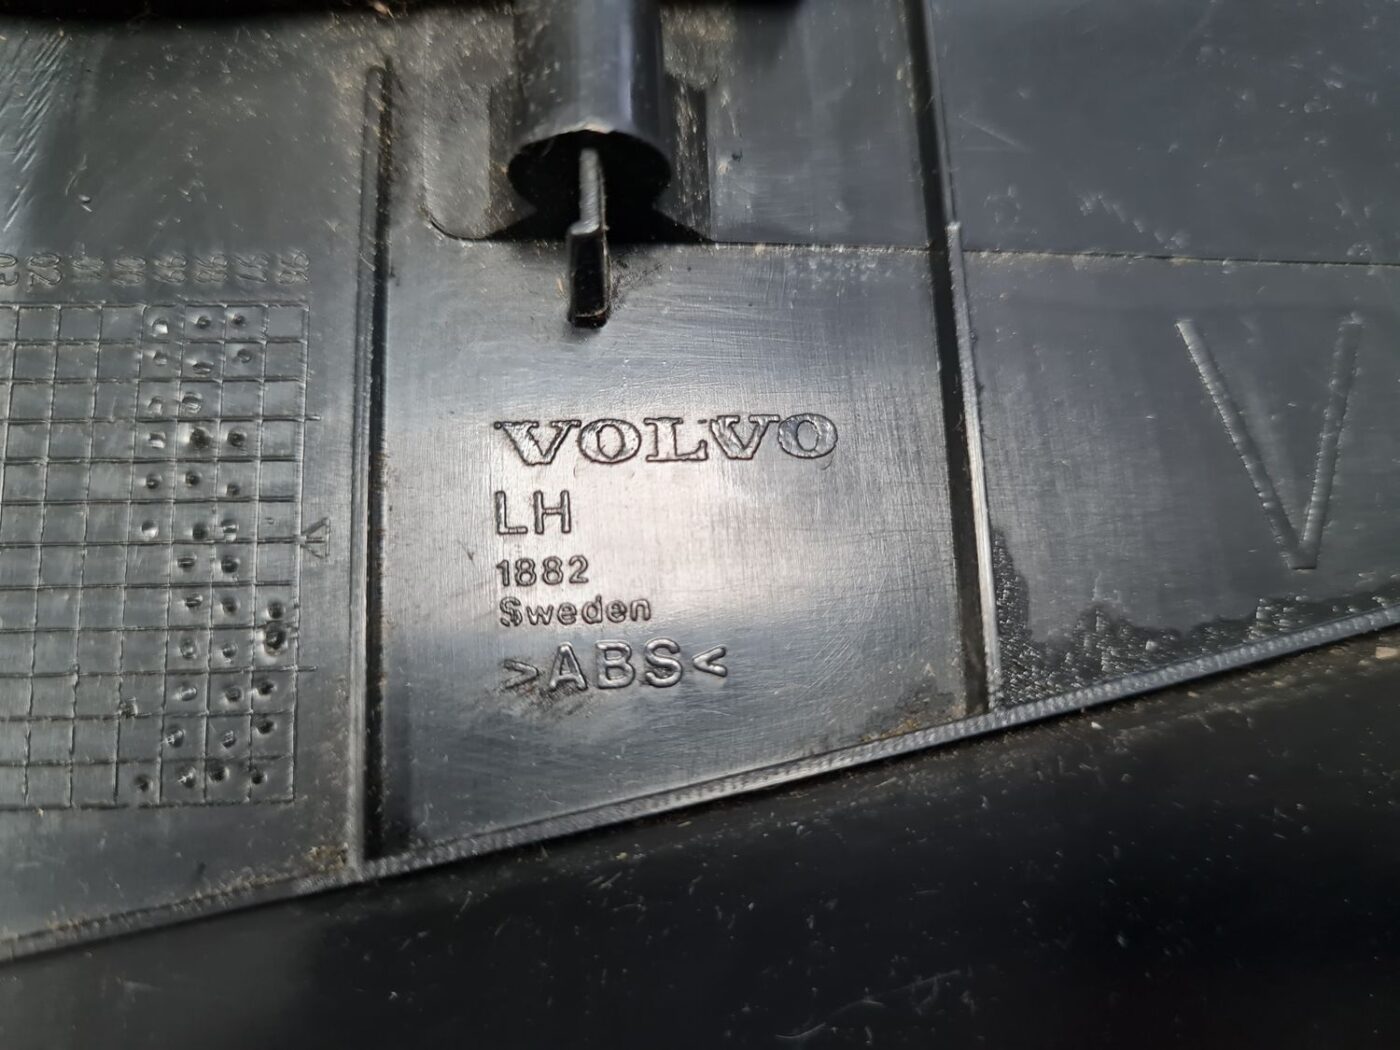 VOLVO
LH
1882
Sweden
>ABS<
V